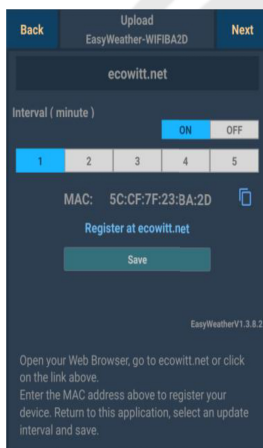 Back Upload Next
EasyWeather-WIFIBA2D
ecowitt.net
Interval ( minute )
ON OFF
1 2 3 4 5
MAC: 5C:CF:7F:23:BA:2D
Register at ecowitt.net
Save
EasyWeatherV1.3.8.2
Open your Web Browser, go to ecowitt.net or click
on the link above.
Enter the MAC address above to register your
device. Return to this application, select an update
interval and save.